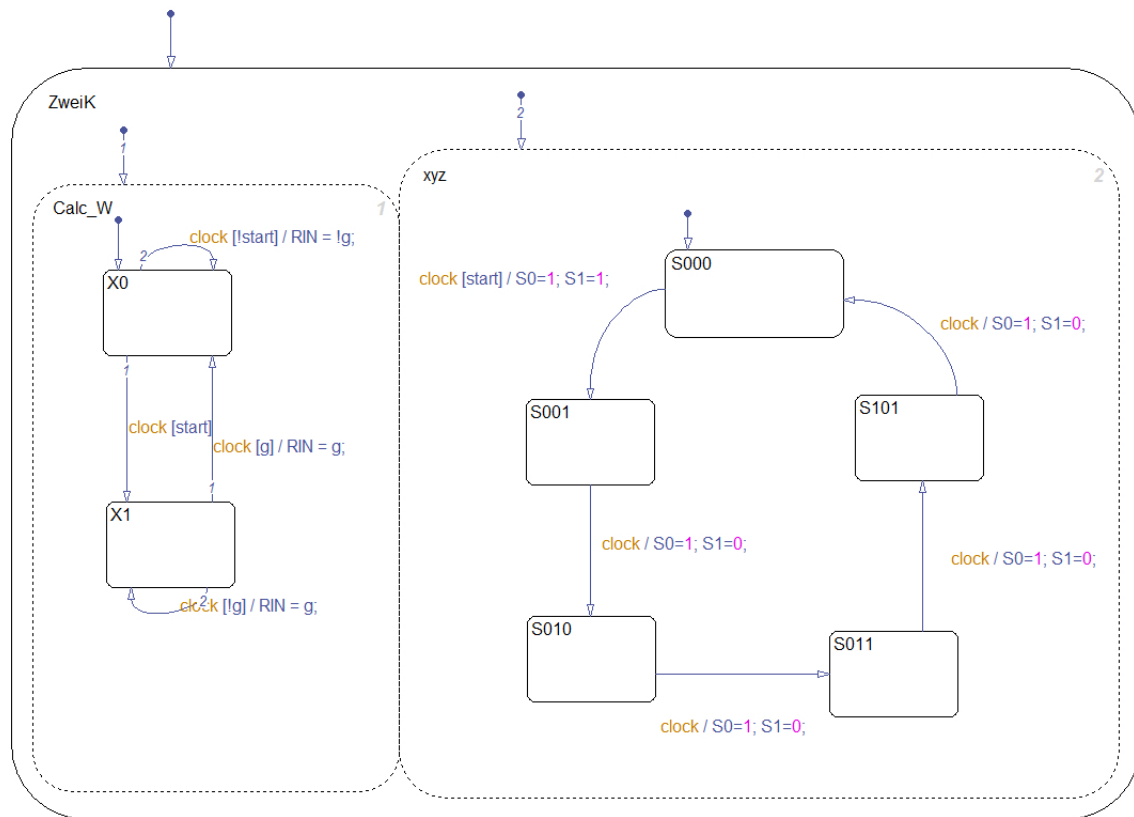 ZweiK
2
1
xyz
2
Calc_W
1
clock [!start] / RIN = !g;
2
X0
S000
clock [start] / S0=1; S1=1;
clock / S0=1; S1=0;
1
S001
S101
clock [start]
clock [g] / RIN = g;
1
X1
clock / S0=1; S1=0;
clock / S0=1; S1=0;
2
clock [!g] / RIN = g;
S010
S011
clock / S0=1; S1=0;